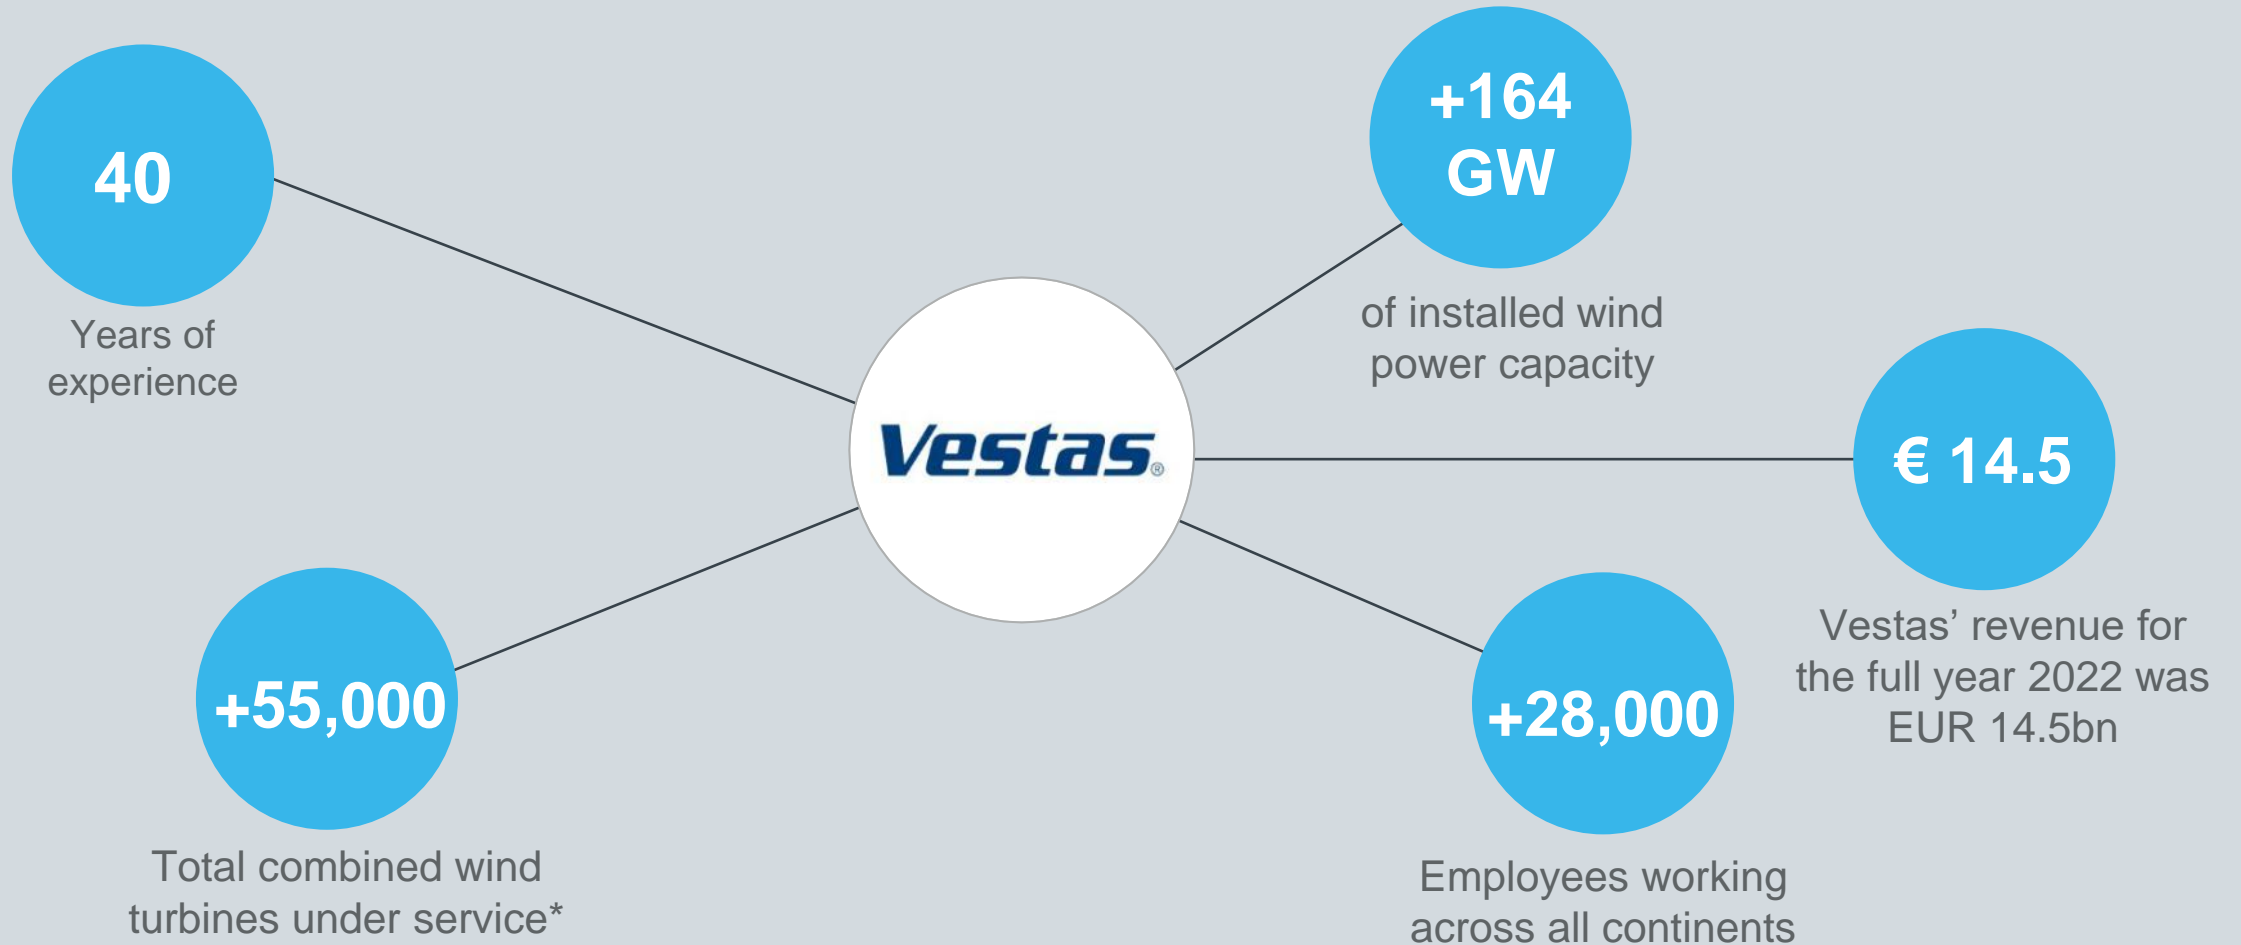 40
Years of
experience
+164
GW
of installed wind
power capacity
Vestas®
€ 14.5
Vestas’ revenue for
the full year 2022 was
EUR 14.5bn
+55,000
Total combined wind
turbines under service*
+28,000
Employees working
across all continents